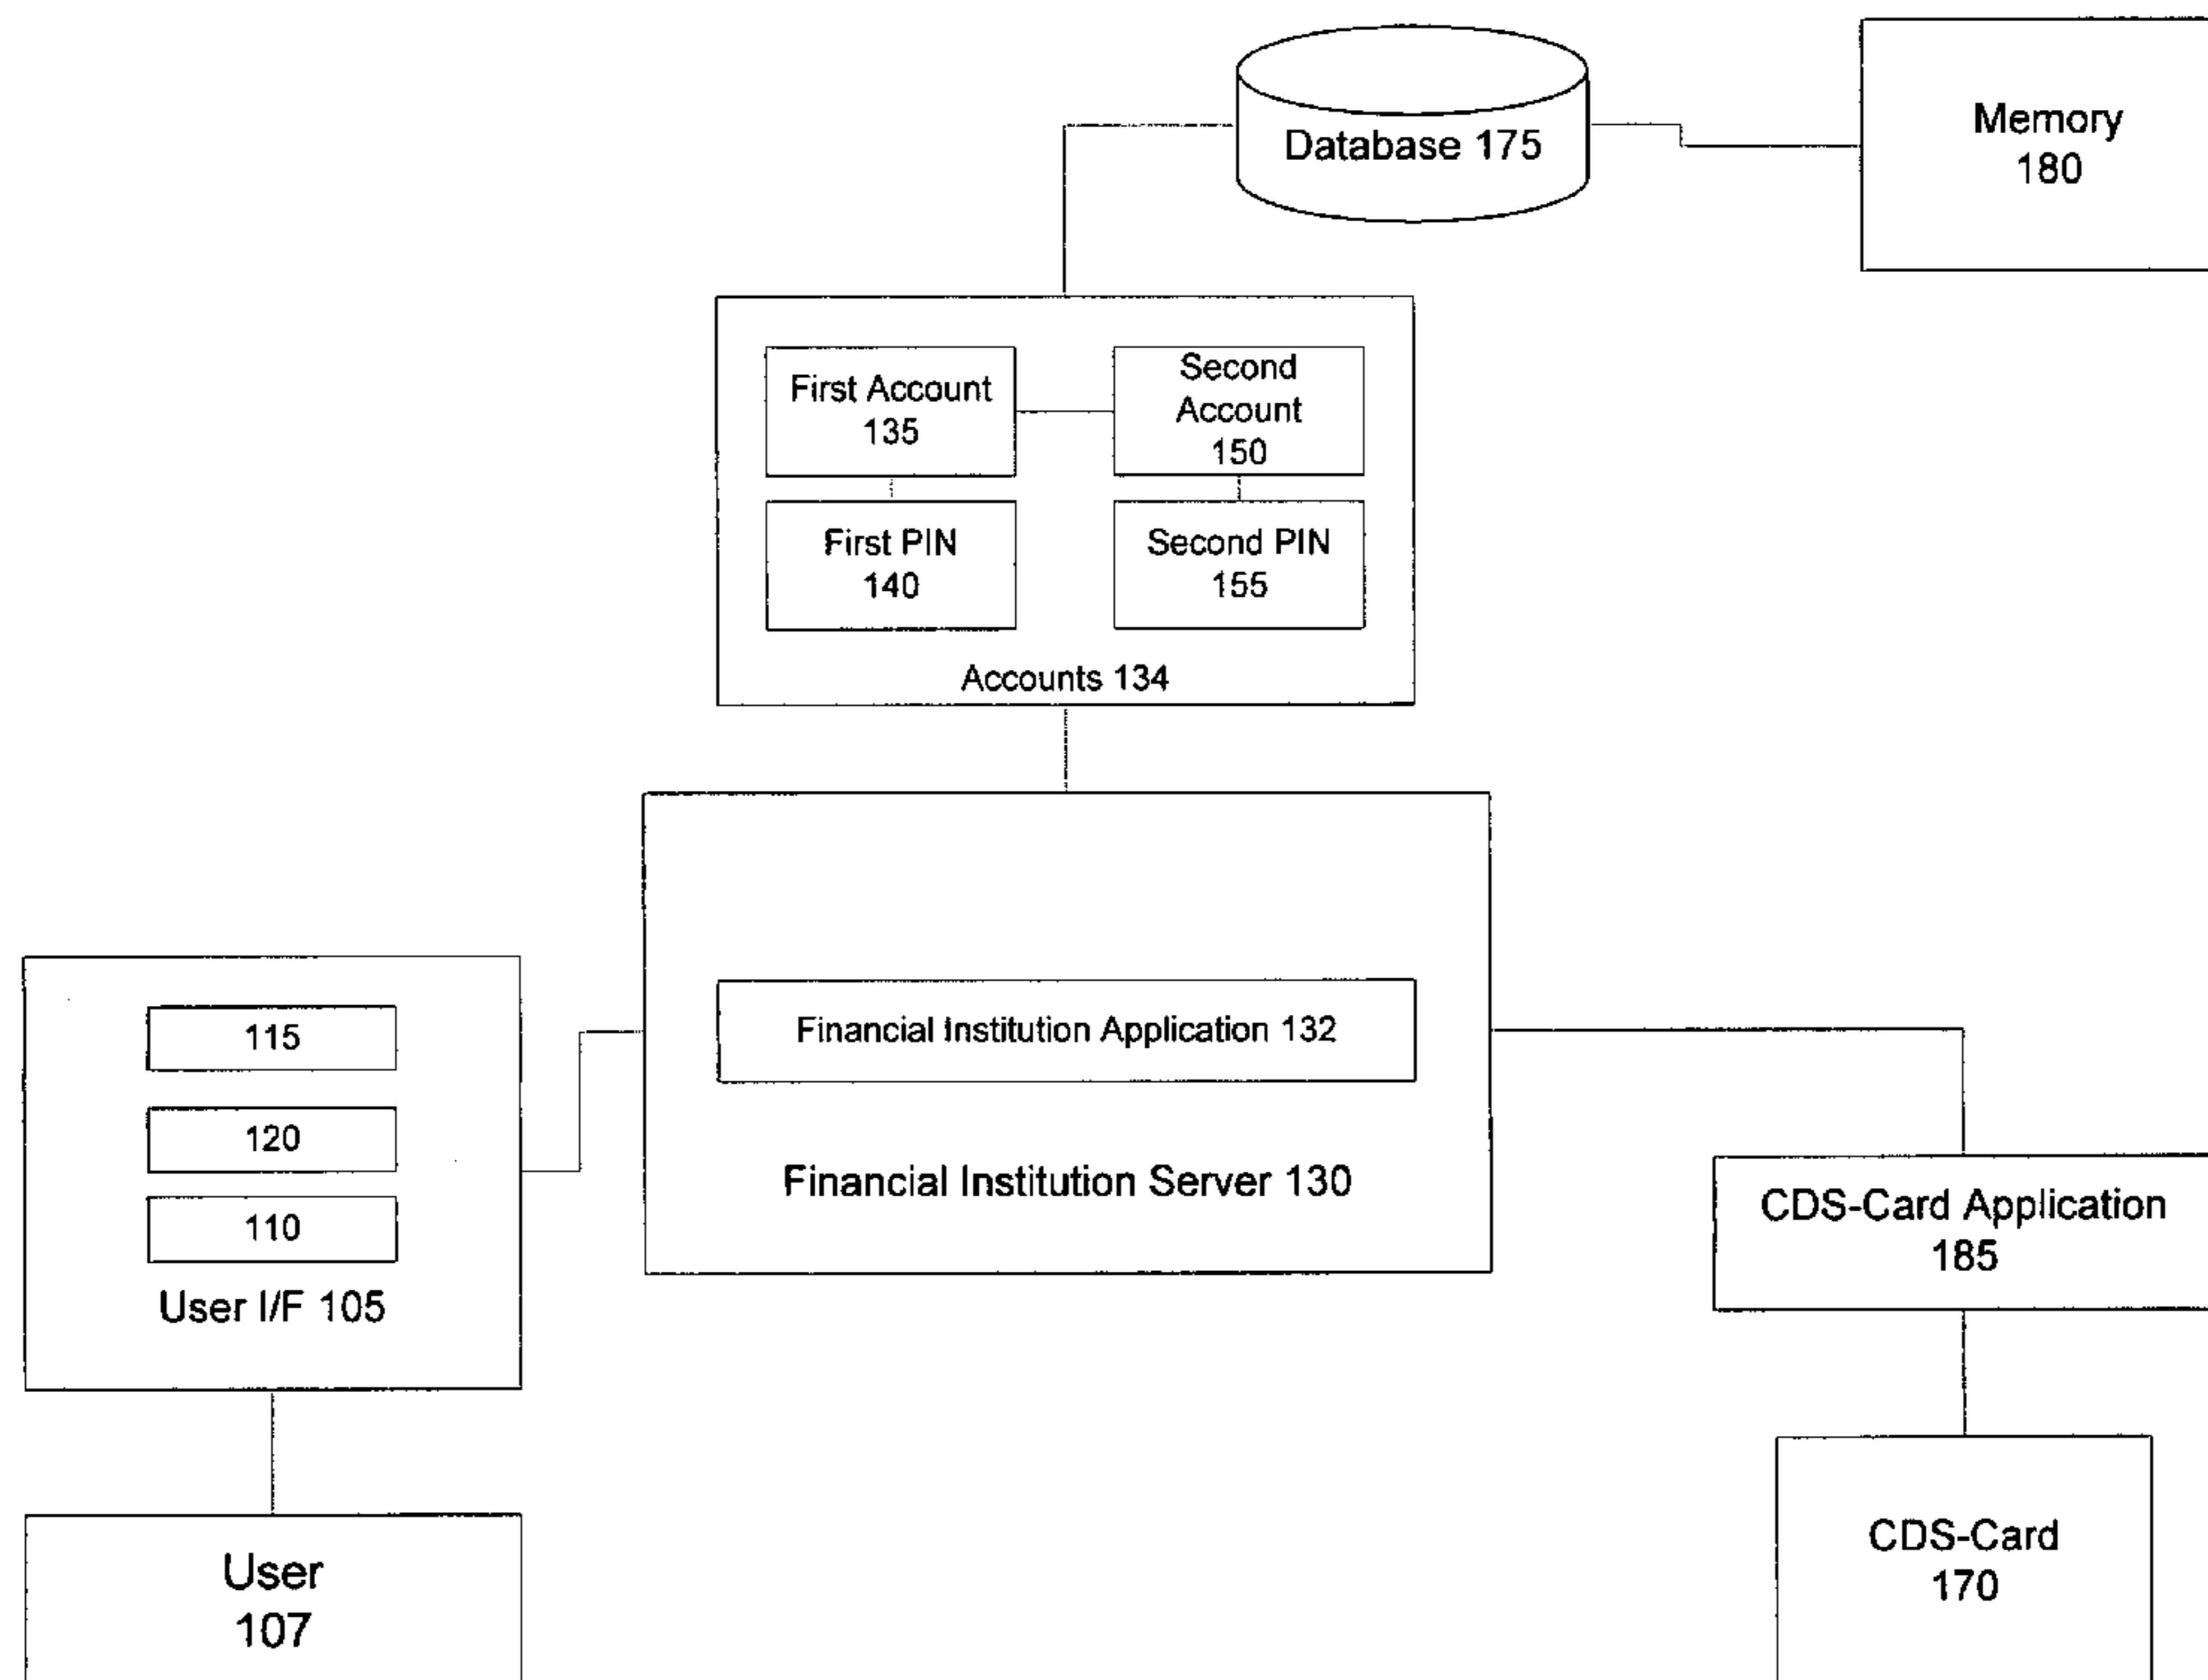 Database 175
Memory
180
First Account
135
Second
Account
150
First PIN
140
Second PIN
155
Accounts 134
Financial Institution Application 132
Financial Institution Server 130
115
120
110
User I/F 105
CDS-Card Application
185
User
107
CDS-Card
170